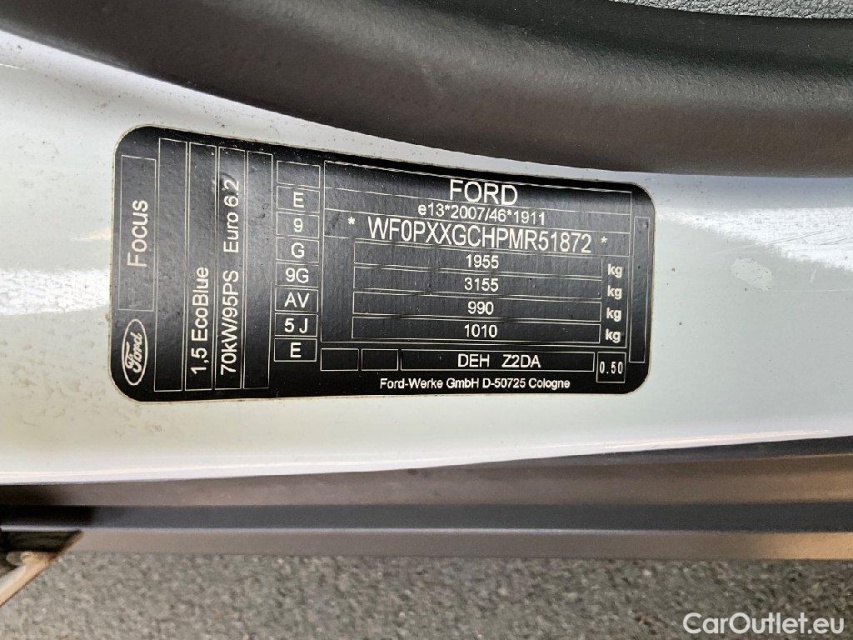 FORD
e13*2007/46*1911
* WF0PXXGCHPMR51872 *
1955 kg
3155 kg
990 kg
1010 kg
DEH Z2DA
0.50
Ford-Werke GmbH D-50725 Cologne
E
9
G
9G
AV
5J
E
Focus
1,5 EcoBlue
70kW/95PS Euro 6.2
Ford
CarOutlet.eu